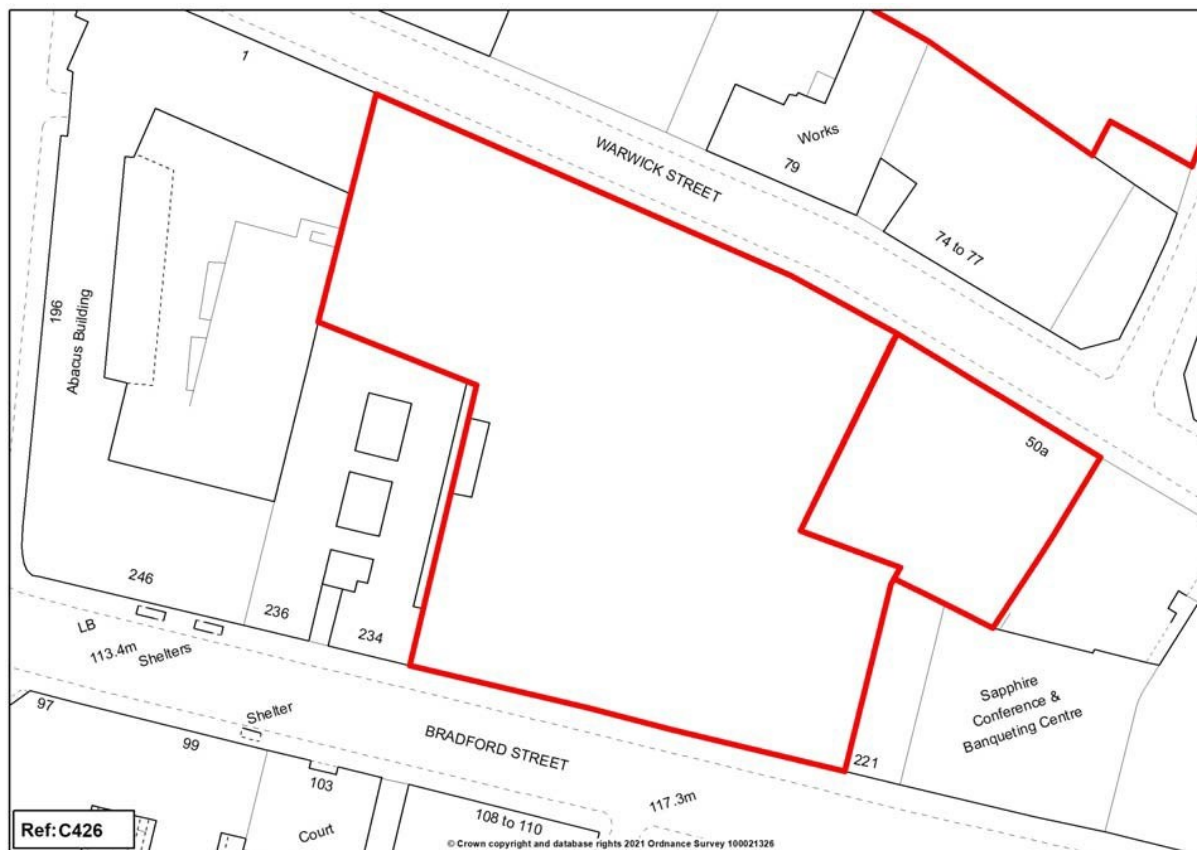 1
WARWICK STREET
Works
79
74 to 77
196
Abacus Building
50a
246
236
234
LB
113.4m
Shelters
Sapphire
Conference &
Banqueting Centre
97
99
Shelter
103
BRADFORD STREET
221
117.3m
108 to 110
Court
Ref: C426
© Crown copyright and database rights 2021 Ordnance Survey 100021326